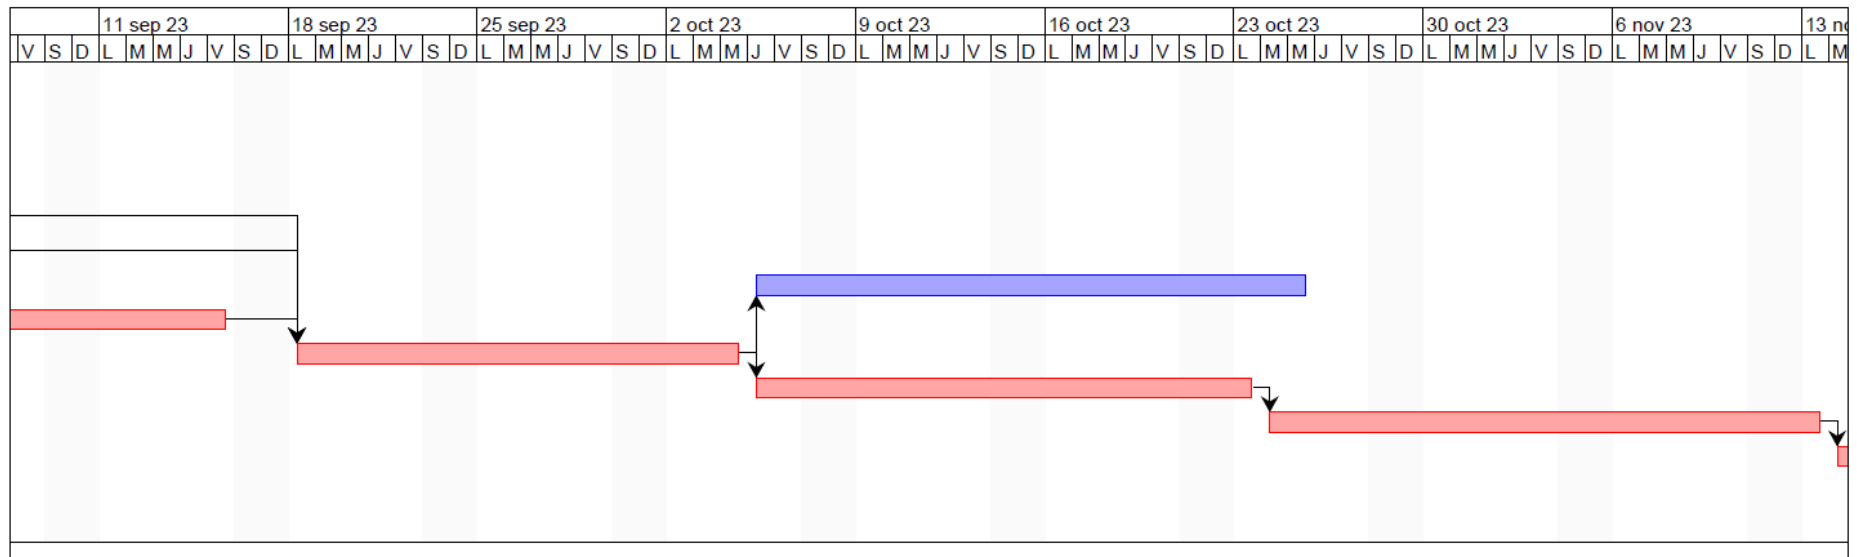 11 sep 23 18 sep 23 25 sep 23 2 oct 23 9 oct 23 16 oct 23 23 oct 23 30 oct 23 6 nov 23 13
V S D L M M J V S D L M M J V S D L M M J V S D L M M J V S D L M M J V S D L M M J V S D L M M J V S D L M M J V S D L M M J V S D L M